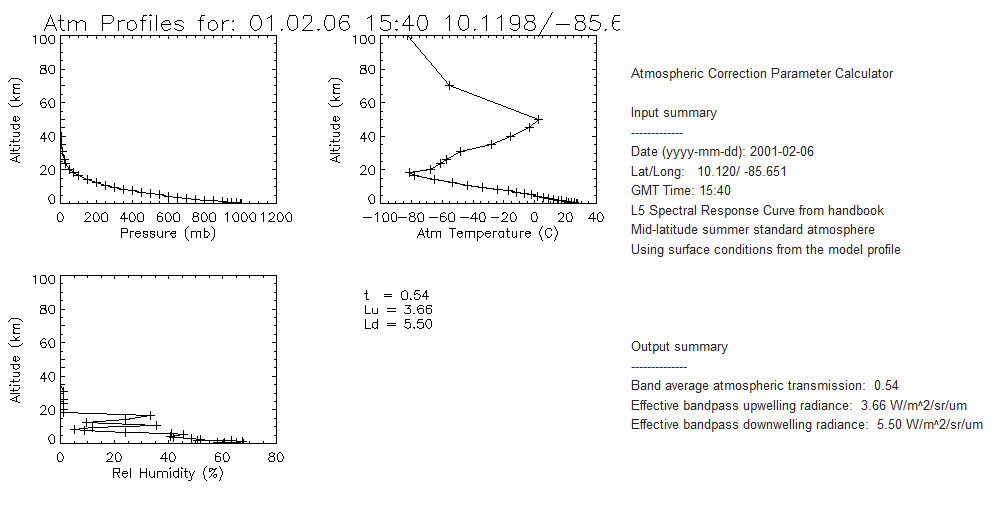 Atm Profiles for: 01.02.06 15:40 10.1198/-85.6
100
80
60
40
20
0
Altitude (km)
0 200 400 600 800 1000 1200
Pressure (mb)
100
80
60
40
20
0
Altitude (km)
-100 -80 -60 -40 -20 0 20 40
Atm Temperature (C)
Atmospheric Correction Parameter Calculator
Input summary
-------------
Date (yyyy-mm-dd): 2001-02-06
Lat/Long: 10.120/ -85.651
GMT Time: 15:40
L5 Spectral Response Curve from handbook
Mid-latitude summer standard atmosphere
Using surface conditions from the model profile
100
80
60
40
20
0
Altitude (km)
0 20 40 60 80
Rel Humidity (%)
t = 0.54
Lu = 3.66
Ld = 5.50
Output summary
--------------
Band average atmospheric transmission: 0.54
Effective bandpass upwelling radiance: 3.66 W/m^2/sr/um
Effective bandpass downwelling radiance: 5.50 W/m^2/sr/um